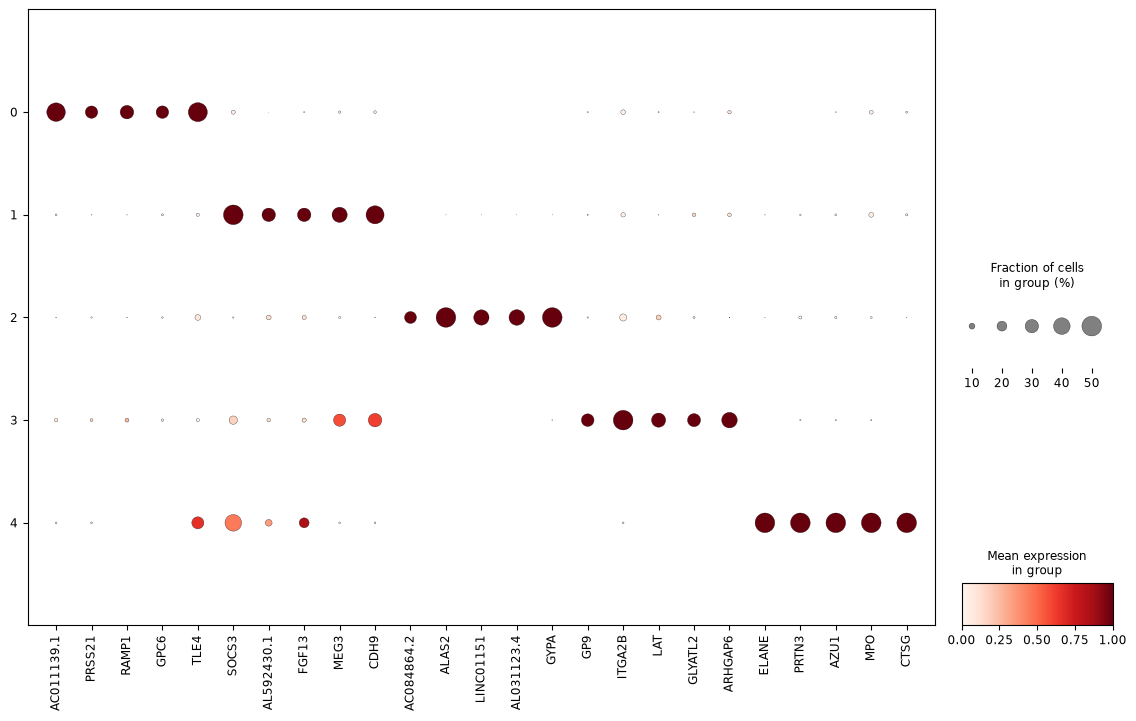 0
1
2
3
4
AC011139.1
PRSS21
RAMP1
GPC6
TLE4
SOCS3
AL592430.1
FGF13
MEG3
CDH9
AC084864.2
ALAS2
LINC01151
AL031123.4
GYPA
GP9
ITGA2B
LAT
GLYATL2
ARHGAP6
ELANE
PRTN3
AZU1
MPO
CTSG
Fraction of cells
in group (%)
10 20 30 40 50
Mean expression
in group
0.00 0.25 0.50 0.75 1.00